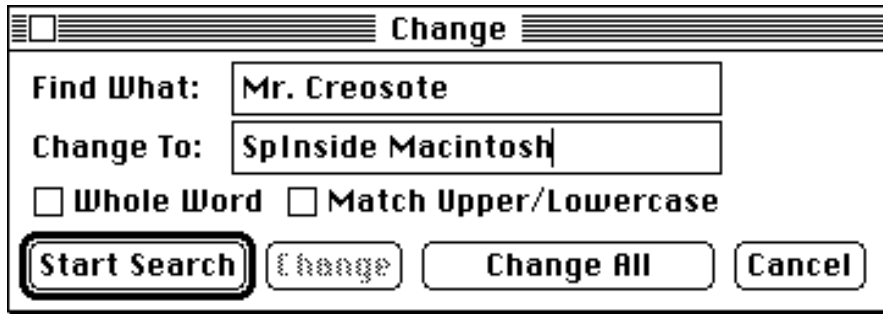 Change
Find What: Mr. Creosote
Change To: SpInside Macintosh
Whole Word Match Upper/Lowercase
Start Search Change Change All Cancel